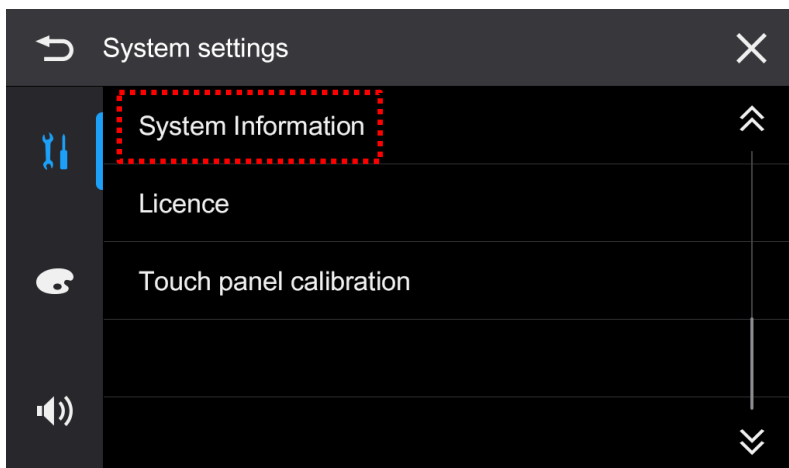 System settings
System Information
Licence
Touch panel calibration